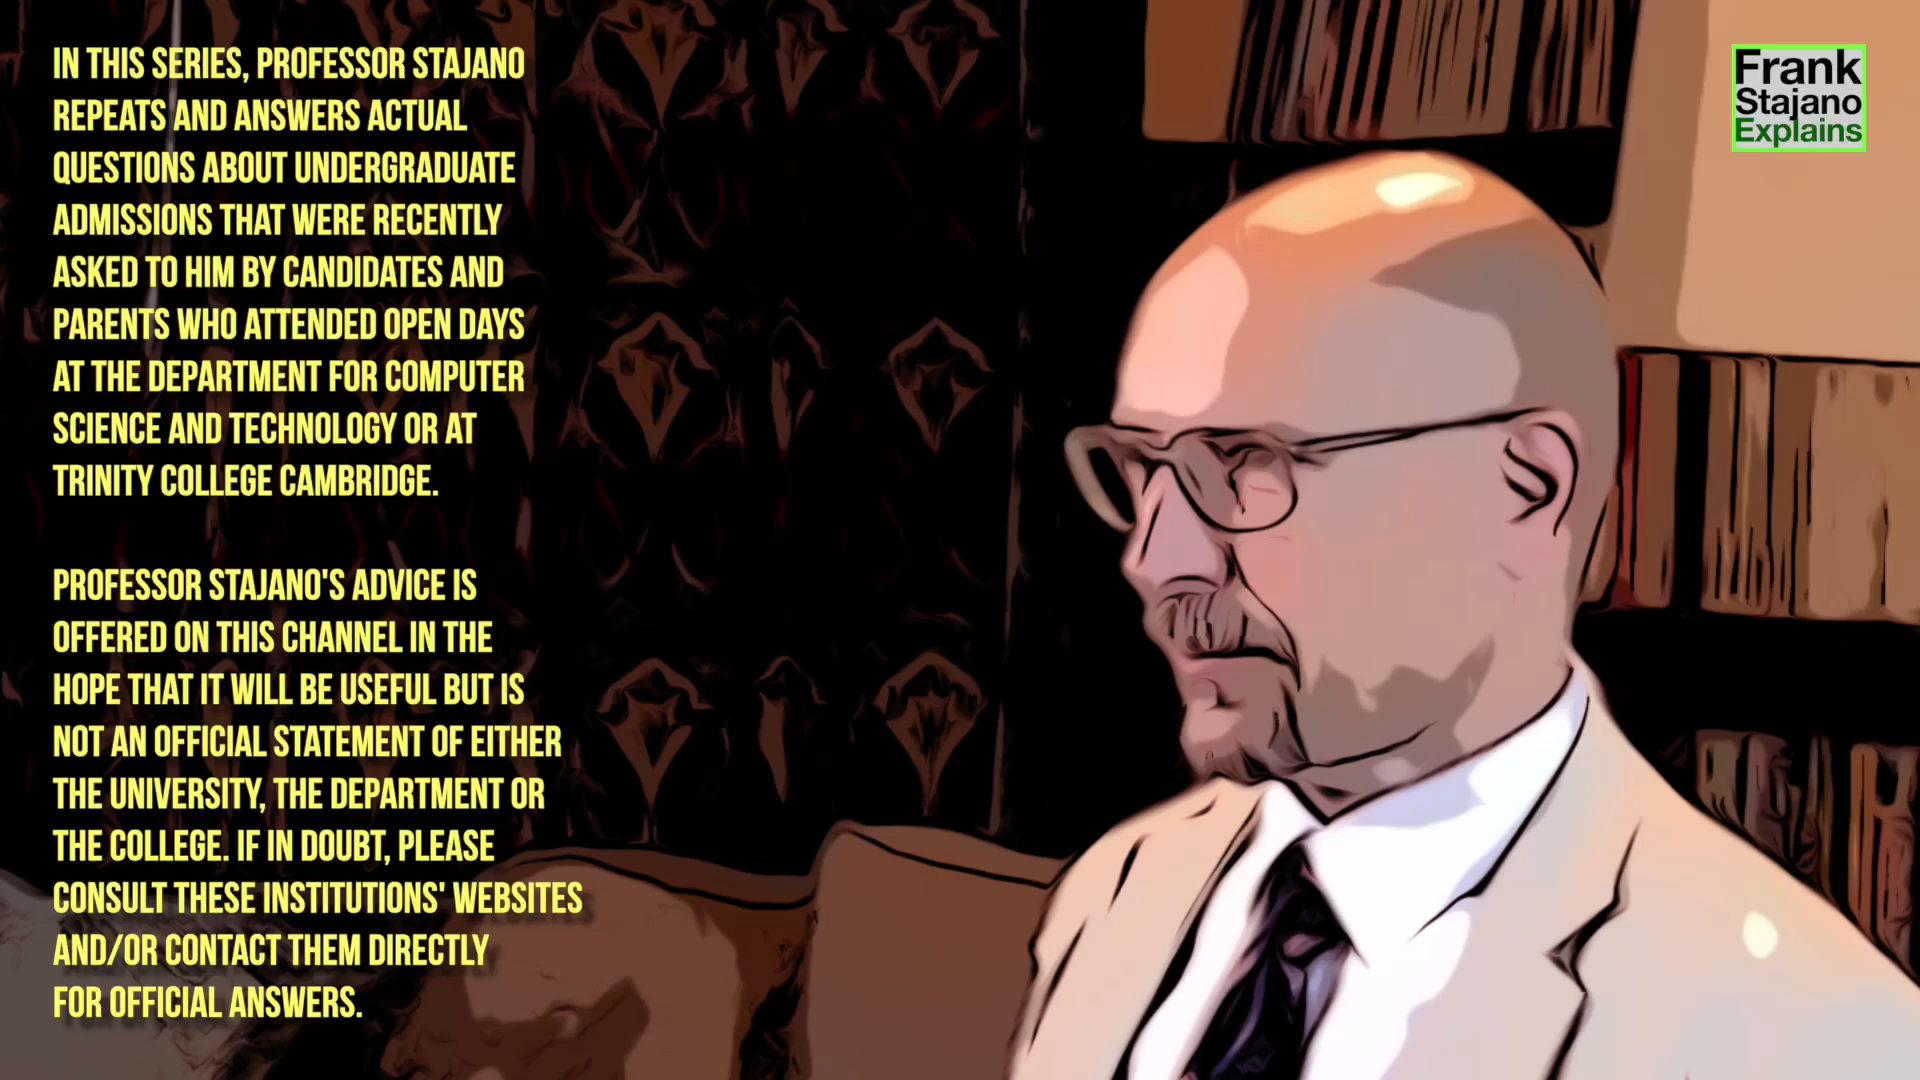 IN THIS SERIES, PROFESSOR STAJANO
REPEATS AND ANSWERS ACTUAL
QUESTIONS ABOUT UNDERGRADUATE
ADMISSIONS THAT WERE RECENTLY
ASKED TO HIM BY CANDIDATES AND
PARENTS WHO ATTENDED OPEN DAYS
AT THE DEPARTMENT FOR COMPUTER
SCIENCE AND TECHNOLOGY OR AT
TRINITY COLLEGE CAMBRIDGE.
PROFESSOR STAJANO'S ADVICE IS
OFFERED ON THIS CHANNEL IN THE
HOPE THAT IT WILL BE USEFUL BUT IS
NOT AN OFFICIAL STATEMENT OF EITHER
THE UNIVERSITY, THE DEPARTMENT OR
THE COLLEGE. IF IN DOUBT, PLEASE
CONSULT THESE INSTITUTIONS' WEBSITES
AND/OR CONTACT THEM DIRECTLY
FOR OFFICIAL ANSWERS.
Frank
Stajano
Explains